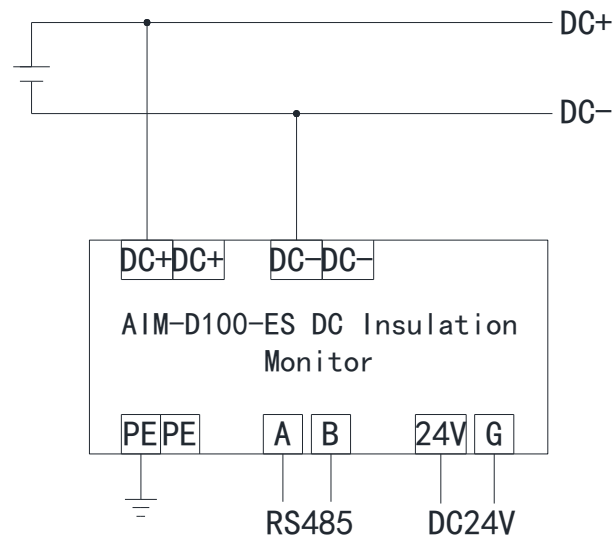 DC+
DC-
DC+ DC+ DC- DC-
AIM-D100-ES DC Insulation
Monitor
PE PE A B 24V G
RS485 DC24V